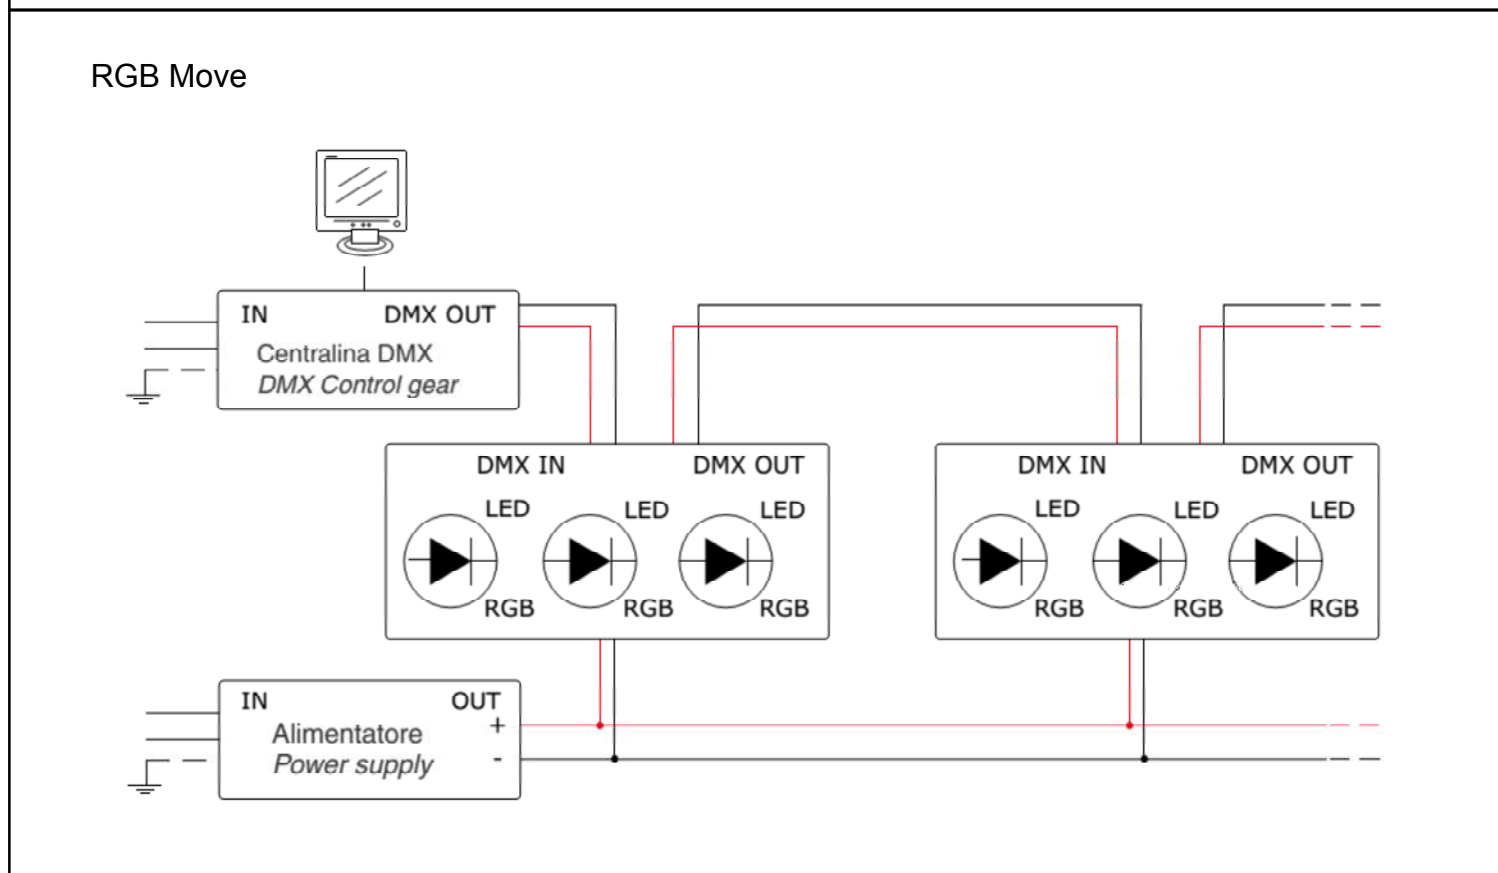 RGB Move
IN DMX OUT
Centralina DMX
DMX Control gear
DMX IN DMX OUT
LED LED LED
RGB RGB RGB
DMX IN DMX OUT
LED LED LED
RGB RGB RGB
IN OUT
+
Alimentatore
Power supply
-